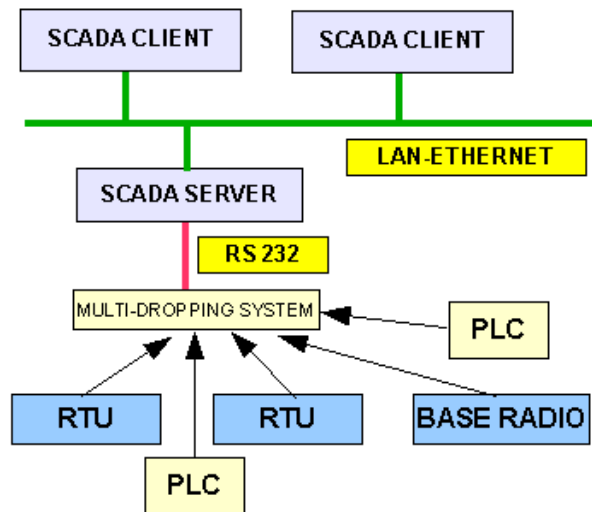 SCADA CLIENT
SCADA CLIENT
LAN-ETHERNET
SCADA SERVER
RS 232
MULTI-DROPPING SYSTEM
PLC
RTU
RTU
BASE RADIO
PLC